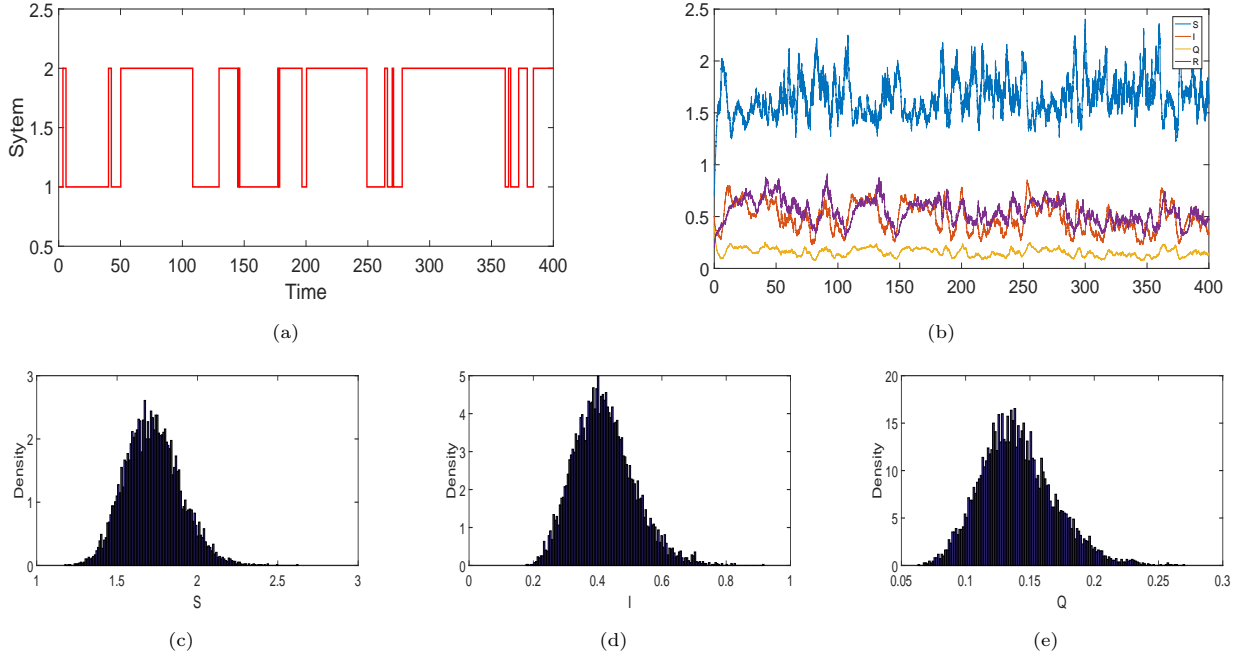 2.5
2
1.5
1
0.5
Sytem
0 50 100 150 200 250 300 350 400
Time
(a)
2.5
2
1.5
1
0.5
0
S
I
Q
R
0 50 100 150 200 250 300 350 400
(b)
3
2
1
0
Density
1 1.5 2 2.5 3
S
(c)
5
4
3
2
1
0
Density
0 0.2 0.4 0.6 0.8 1
I
(d)
20
15
10
5
0
Density
0.05 0.1 0.15 0.2 0.25 0.3
Q
(e)